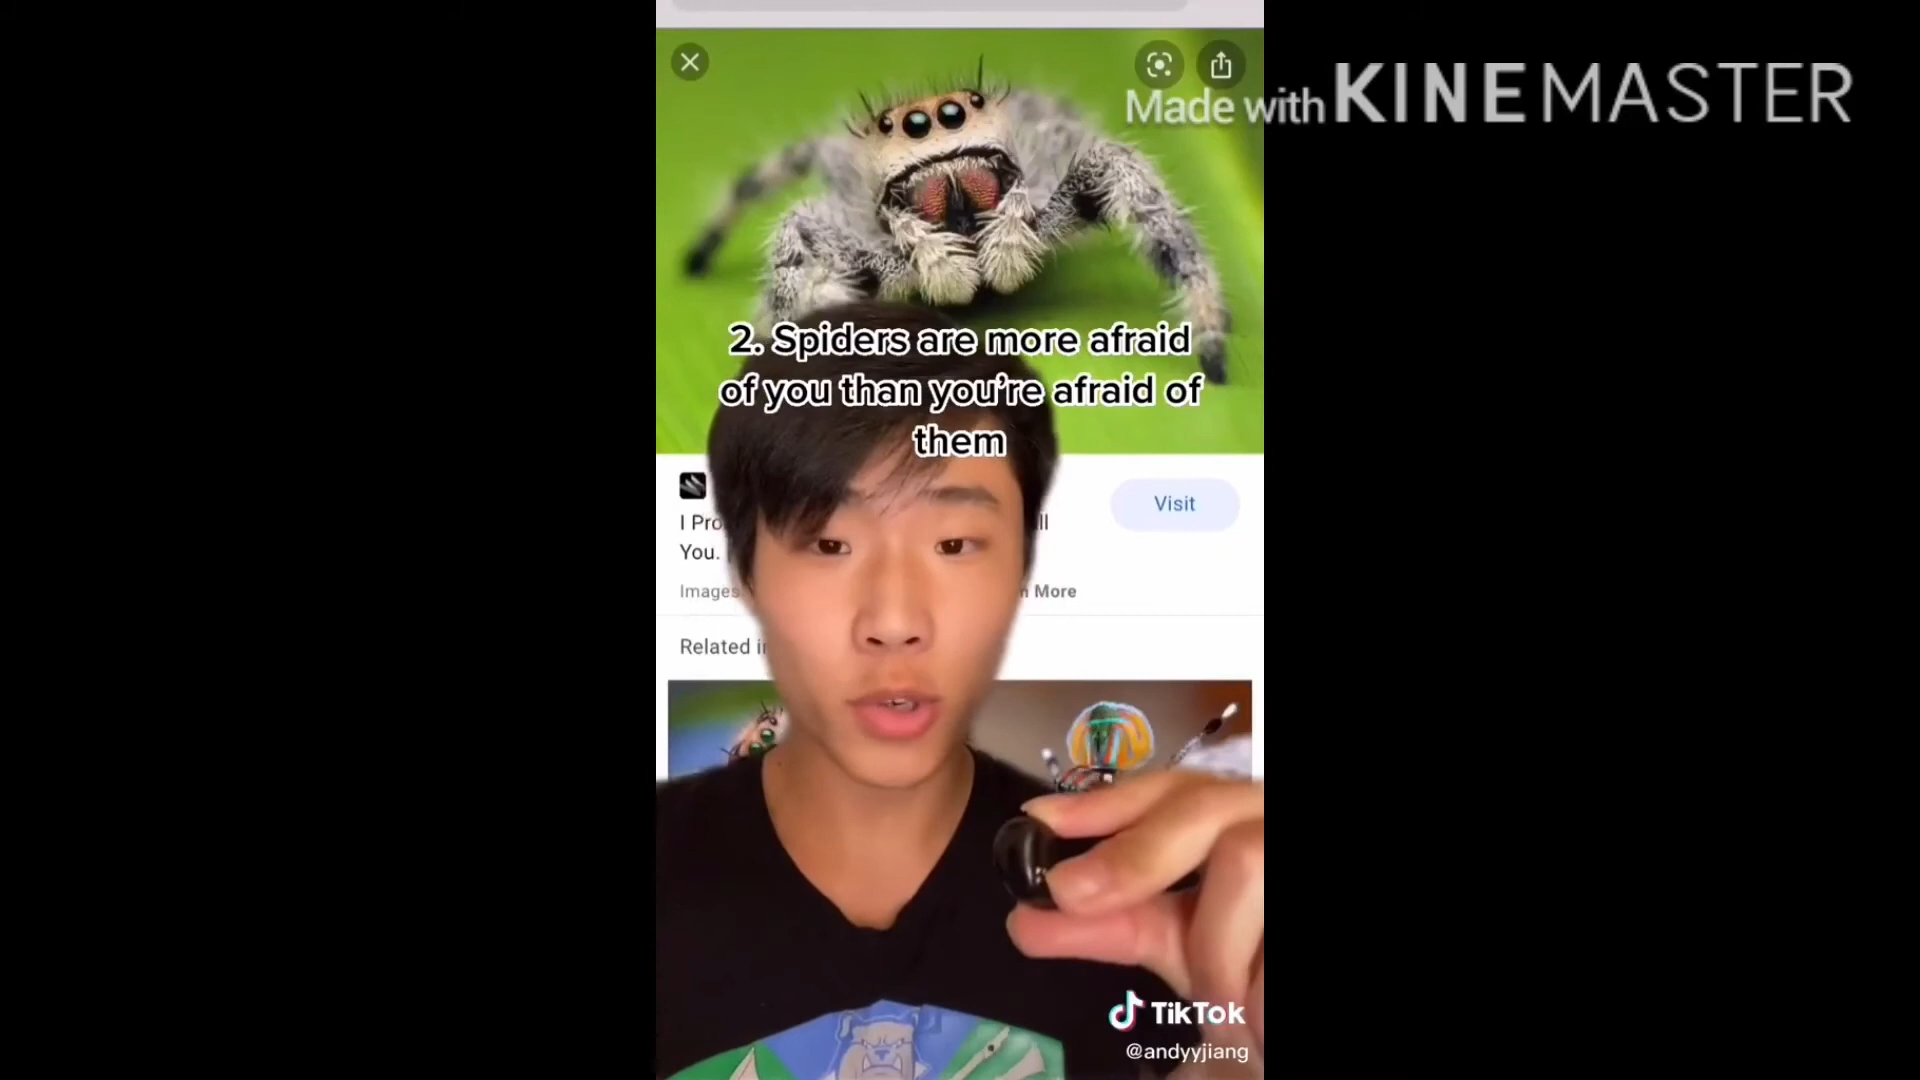 Made with KINEMASTER
2. Spiders are more afraid
of you than you're afraid of
them
I Pro
ll
You.
Visit
Images
More
Related
TikTok
@andyyjiang